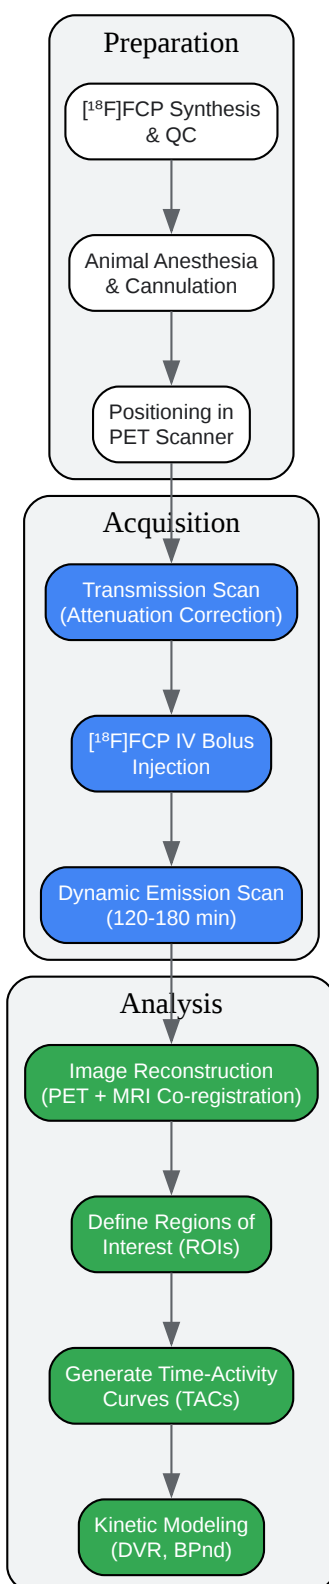 Preparation
[¹⁸F]FCP Synthesis
& QC
Animal Anesthesia
& Cannulation
Positioning in
PET Scanner
Acquisition
Transmission Scan
(Attenuation Correction)
[¹⁸F]FCP IV Bolus
Injection
Dynamic Emission Scan
(120-180 min)
Analysis
Image Reconstruction
(PET + MRI Co-registration)
Define Regions of
Interest (ROIs)
Generate Time-Activity
Curves (TACs)
Kinetic Modeling
(DVR, BPnd)